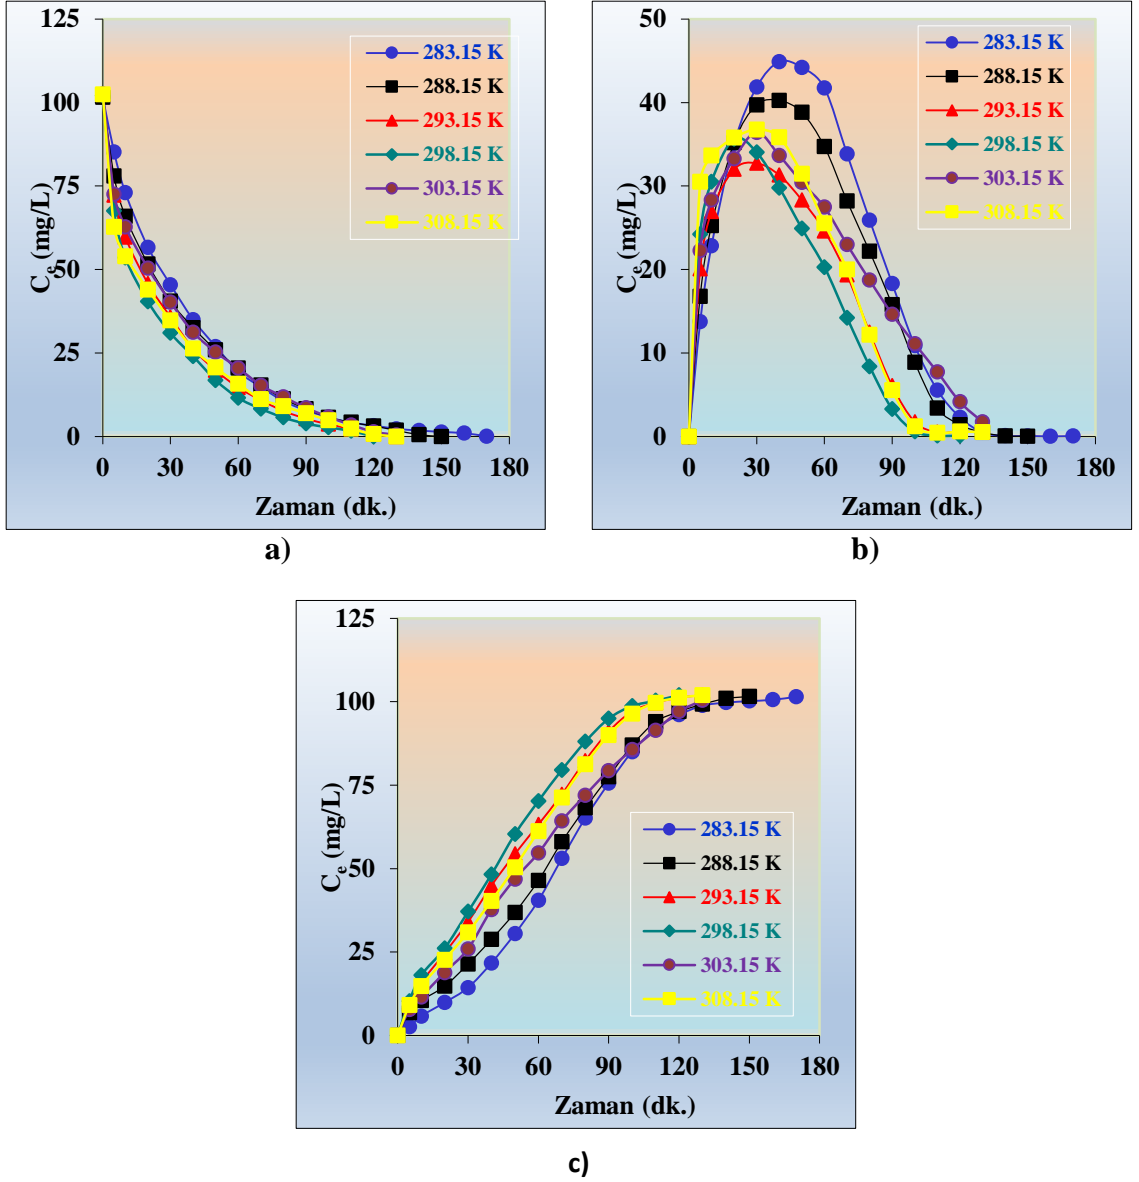 125
100
75
50
25
0
Cₑ (mg/L)
283.15 K
288.15 K
293.15 K
298.15 K
303.15 K
308.15 K
0 30 60 90 120 150 180
Zaman (dk.)
a)
50
40
30
20
10
0
Cₑ (mg/L)
283.15 K
288.15 K
293.15 K
298.15 K
303.15 K
308.15 K
0 30 60 90 120 150 180
Zaman (dk.)
b)
125
100
75
50
25
0
Cₑ (mg/L)
283.15 K
288.15 K
293.15 K
298.15 K
303.15 K
308.15 K
0 30 60 90 120 150 180
Zaman (dk.)
c)